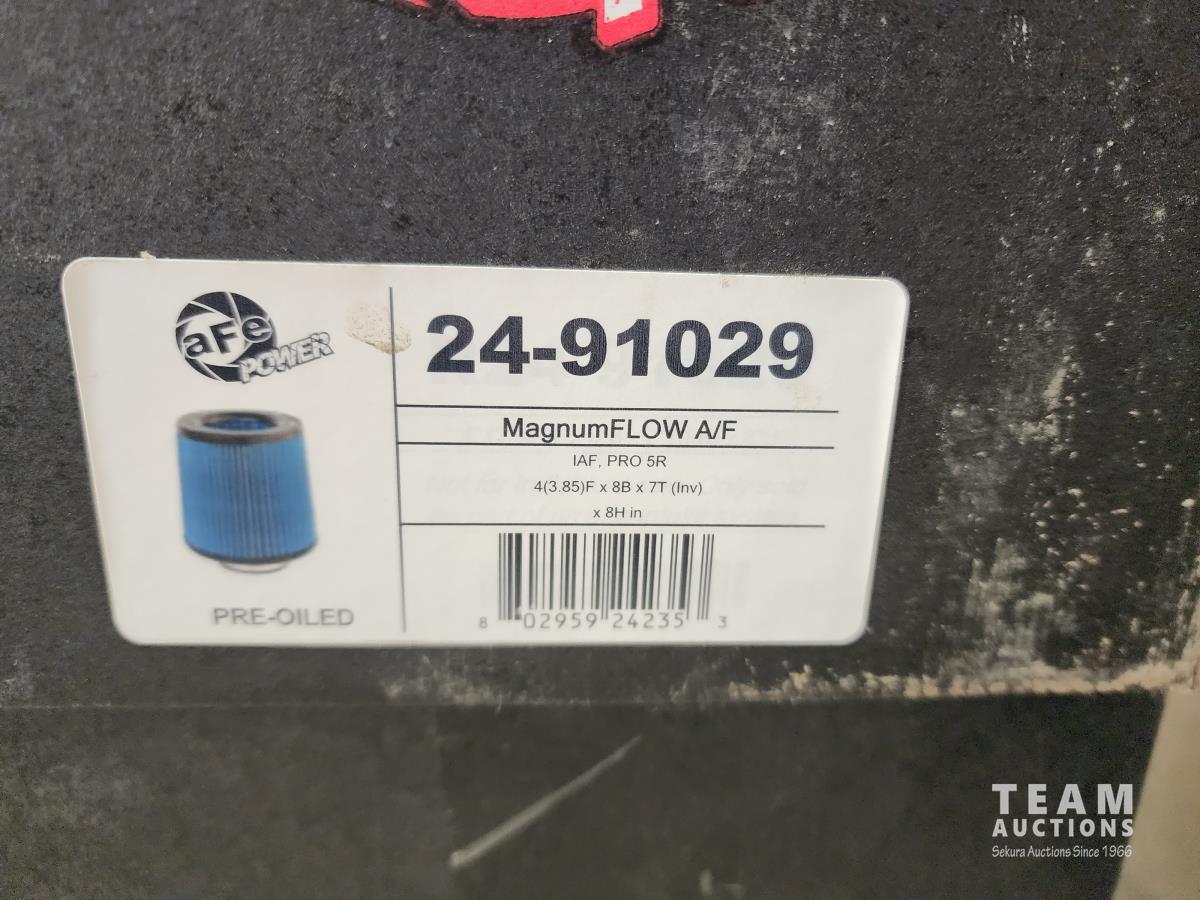 aFe
POWER
PRE-OILED
24-91029
MagnumFLOW A/F
IAF, PRO 5R
4(3.85)F x 8B x 7T (Inv)
x 8H in
8 02959 24235 3
TEAM
AUCTIONS
Sekura Auctions Since 1966